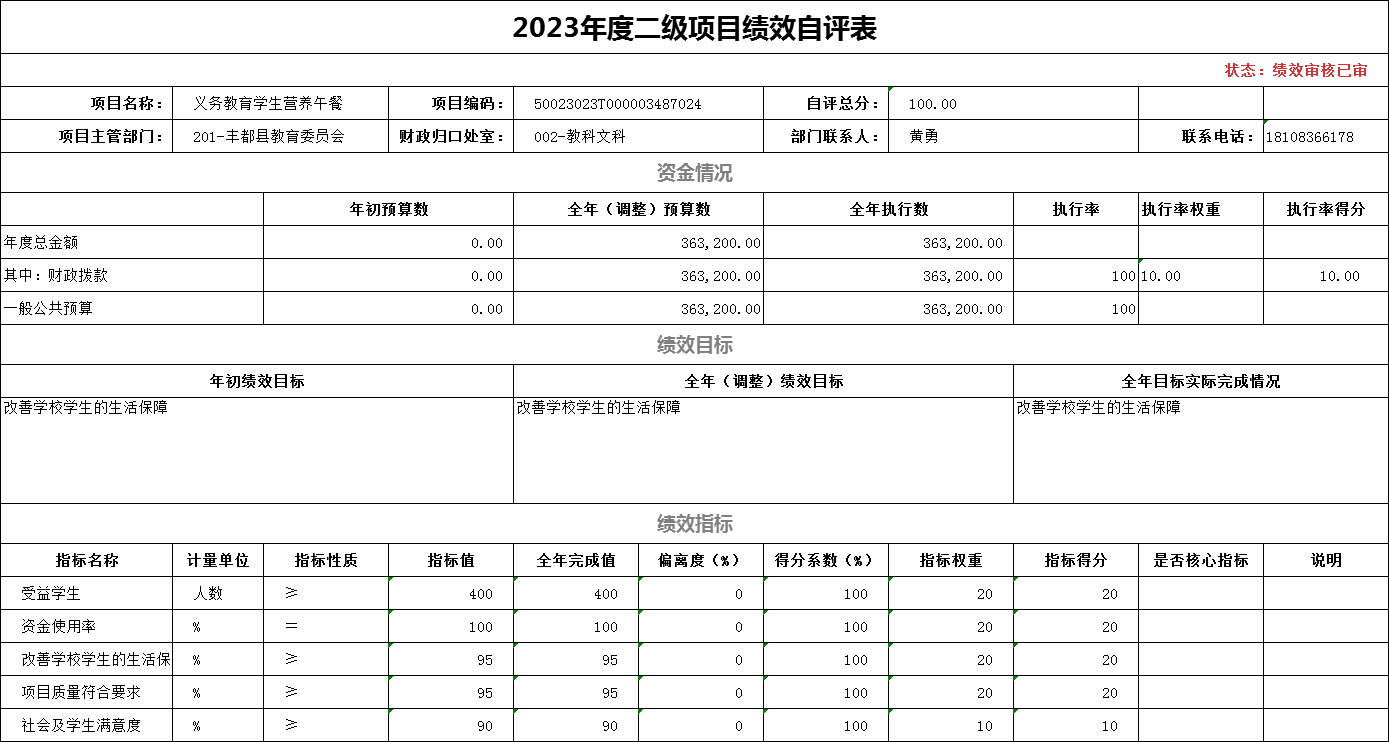 2023年度二级项目绩效自评表
状态：绩效审核已审
项目名称： 义务教育学生营养午餐 项目编码： 50023023T000003487024 自评总分： 100.00
项目主管部门： 201-丰都县教育委员会 财政归口处室： 002-教科文科 部门联系人： 黄勇 联系电话： 18108366178
资金情况
年初预算数 全年（调整）预算数 全年执行数 执行率 执行率权重 执行率得分
年度总金额 0.00 363,200.00 363,200.00
其中：财政拨款 0.00 363,200.00 363,200.00 100 10.00 10.00
一般公共预算 0.00 363,200.00 363,200.00 100
绩效目标
年初绩效目标 全年（调整）绩效目标 全年目标实际完成情况
改善学校学生的生活保障 改善学校学生的生活保障 改善学校学生的生活保障
绩效指标
指标名称 计量单位 指标性质 指标值 全年完成值 偏离度（%） 得分系数（%） 指标权重 指标得分 是否核心指标 说明
受益学生 人数 ≥ 400 400 0 100 20 20
资金使用率 % ＝ 100 100 0 100 20 20
改善学校学生的生活保 % ≥ 95 95 0 100 20 20
项目质量符合要求 % ≥ 95 95 0 100 20 20
社会及学生满意度 % ≥ 90 90 0 100 10 10